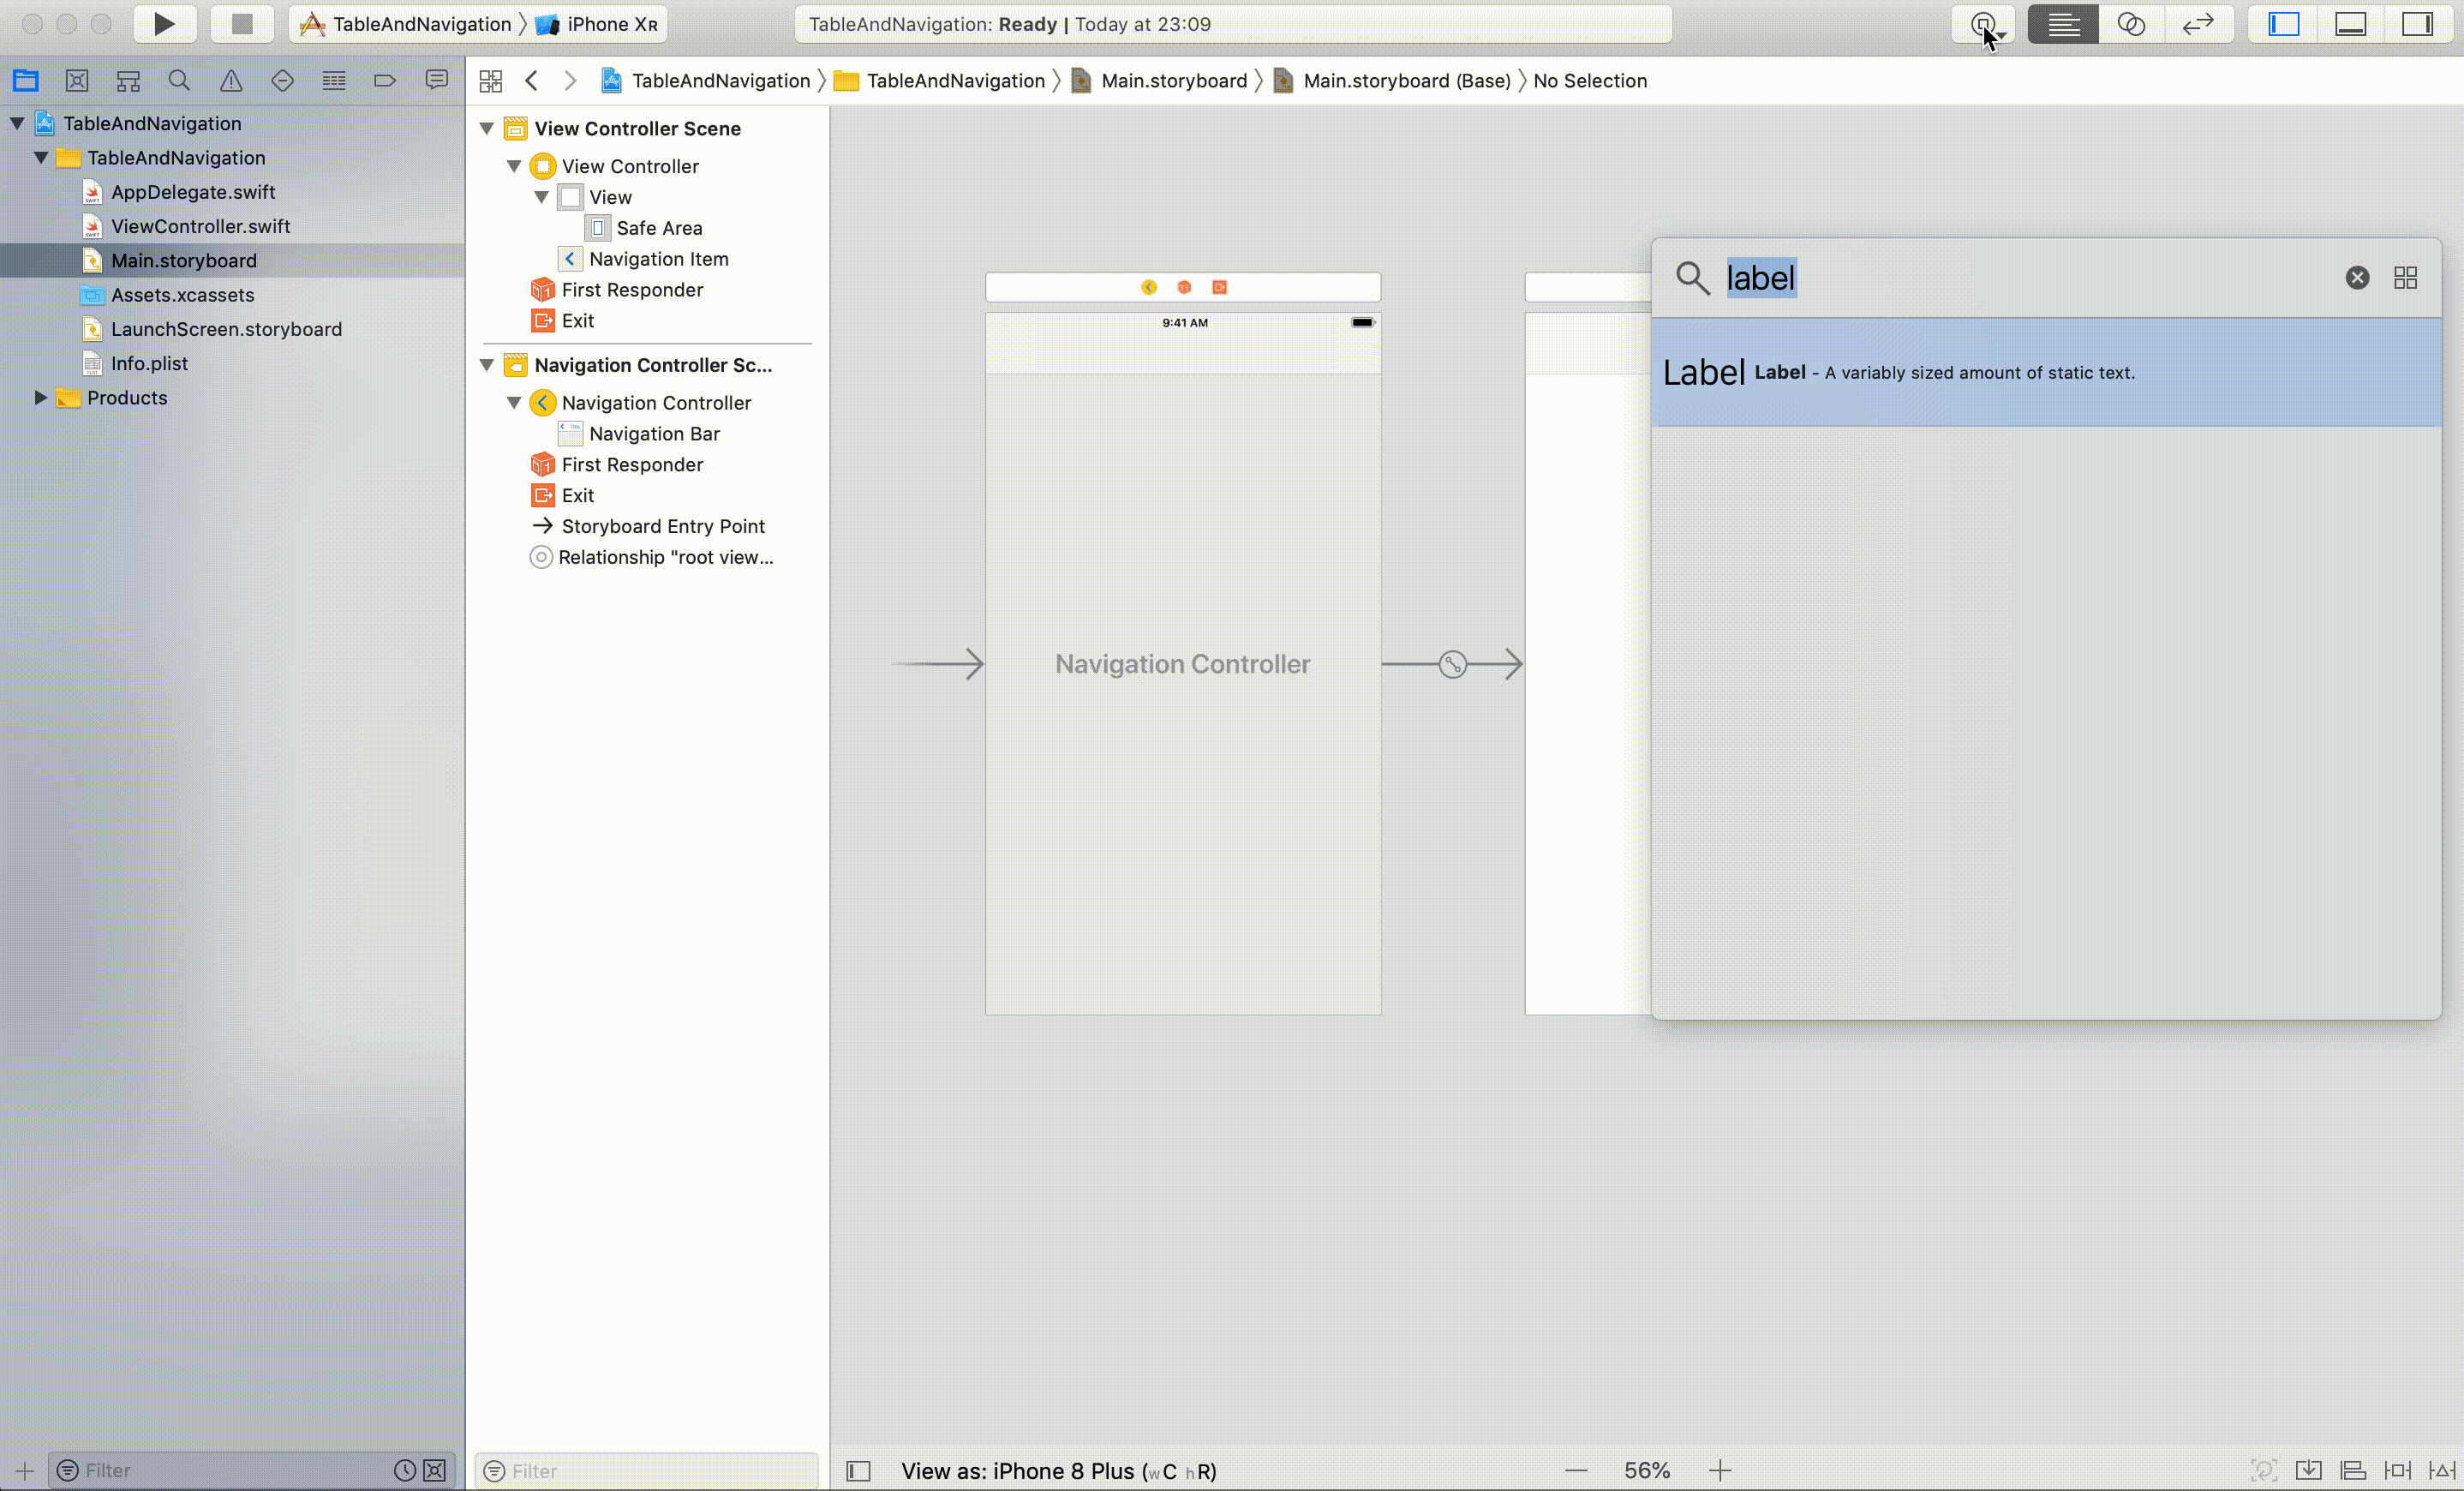 TableAndNavigation 〉 iPhone XR
TableAndNavigation: Ready | Today at 23:09
TableAndNavigation 〉 TableAndNavigation 〉 Main.storyboard 〉 Main.storyboard (Base) 〉 No Selection
TableAndNavigation
TableAndNavigation
AppDelegate.swift
ViewController.swift
Main.storyboard
Assets.xcassets
LaunchScreen.storyboard
Info.plist
Products
View Controller Scene
View Controller
View
Safe Area
Navigation Item
First Responder
Exit
Navigation Controller Sc...
Navigation Controller
Navigation Bar
First Responder
Exit
Storyboard Entry Point
Relationship "root view...
9:41 AM
Navigation Controller
label
Label Label - A variably sized amount of static text.
Filter
Filter
View as: iPhone 8 Plus (wC hR)
56%